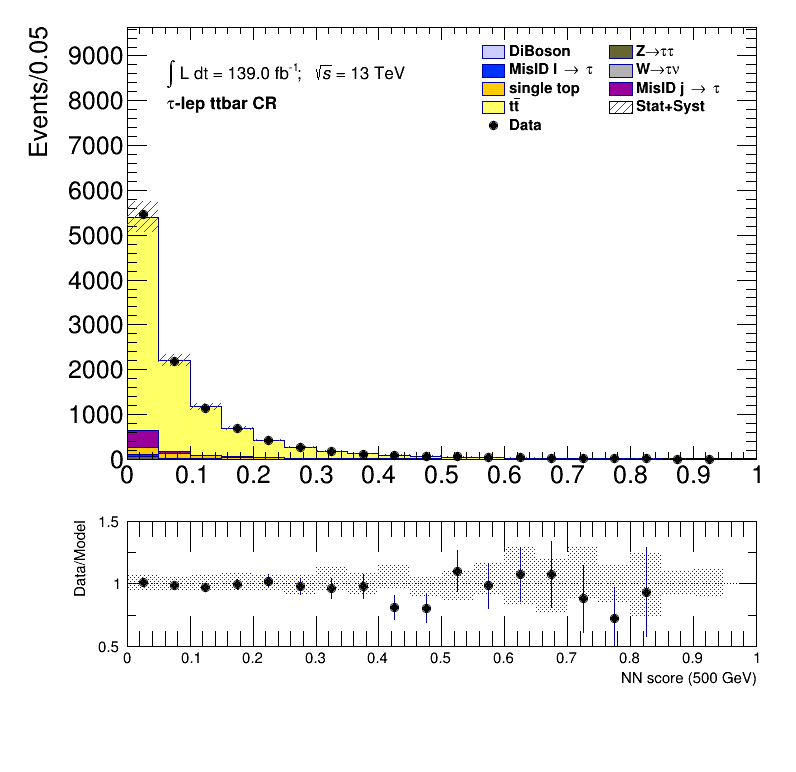 Events/0.05
9000
8000
7000
6000
5000
4000
3000
2000
1000
0
∫ L dt = 139.0 fb⁻¹; √s = 13 TeV
τ-lep ttbar CR
DiBoson
MisID l → τ
single top
tt̄
Data
Z→ττ
W→τν
MisID j → τ
Stat+Syst
0 0.1 0.2 0.3 0.4 0.5 0.6 0.7 0.8 0.9 1
Data/Model
1.5
1
0.5
0 0.1 0.2 0.3 0.4 0.5 0.6 0.7 0.8 0.9 1
NN score (500 GeV)